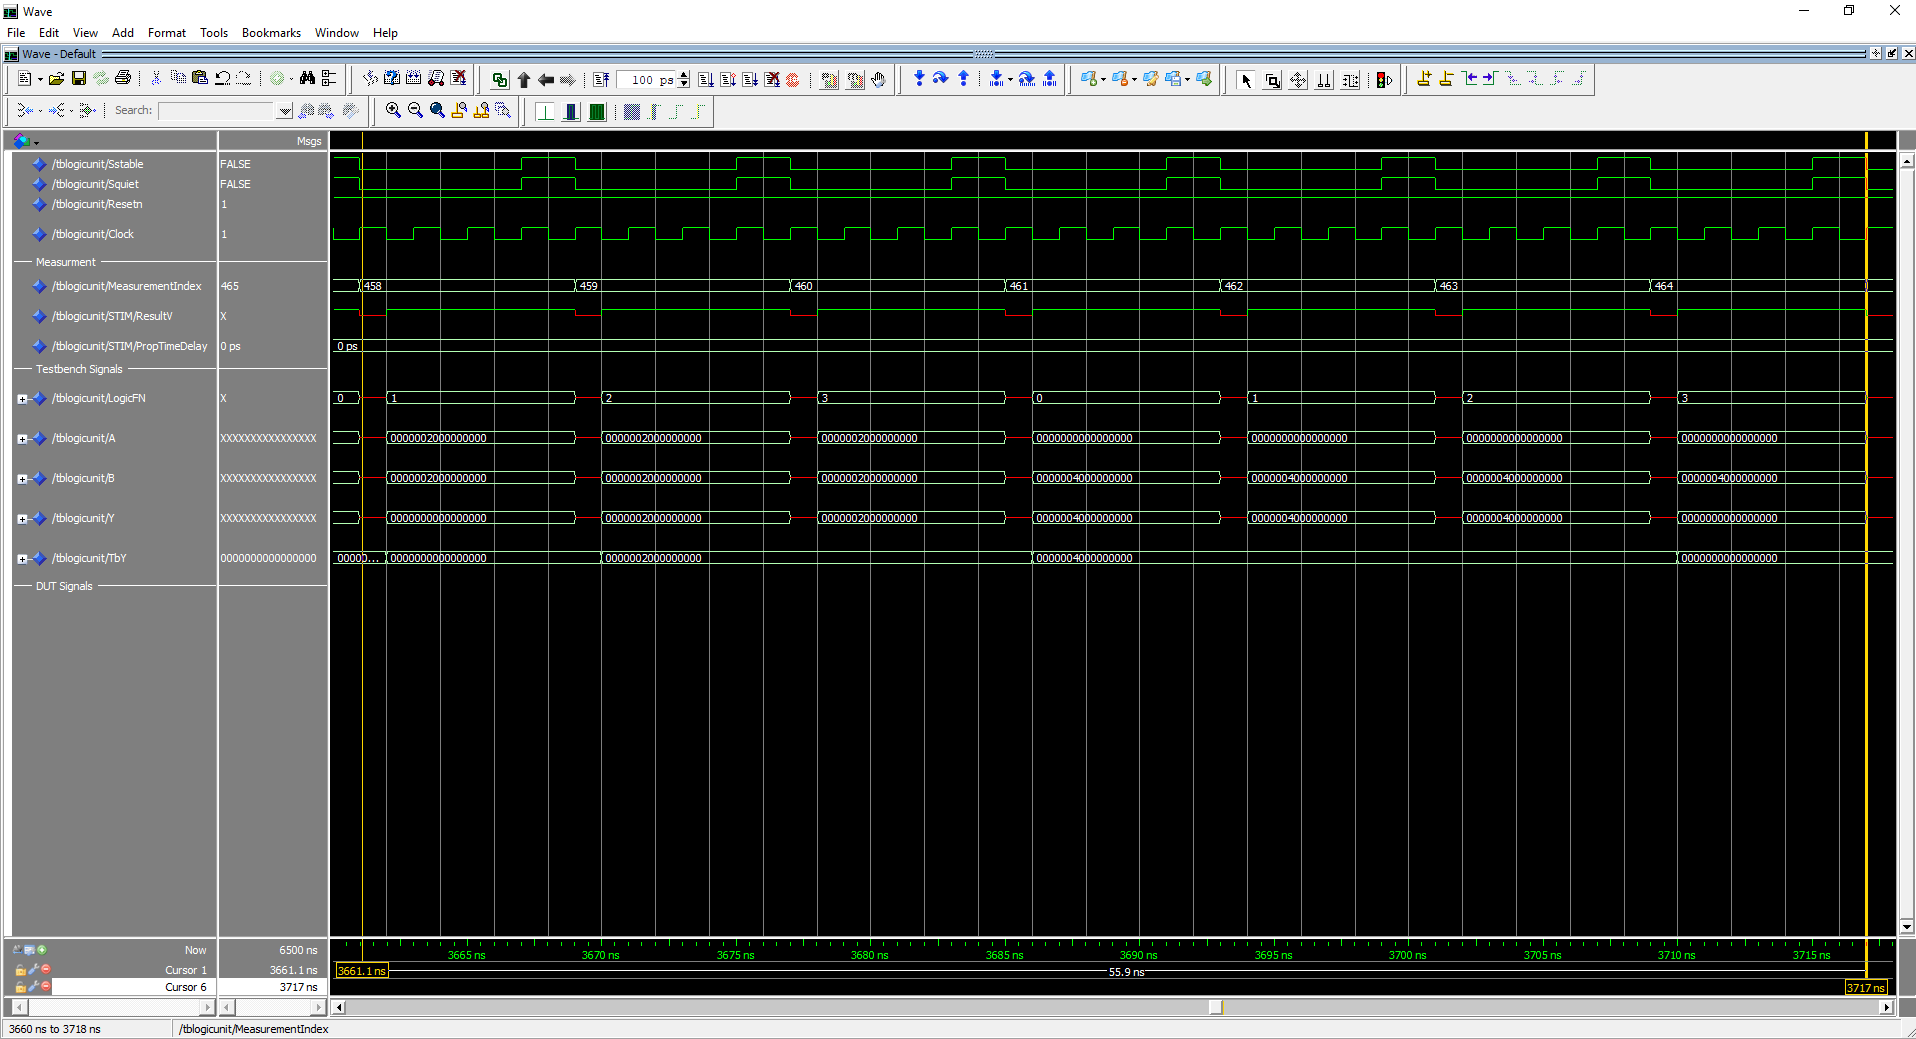 Wave
File Edit View Add Format Tools Bookmarks Window Help
Wave - Default
100 ps
Search:
Msgs
/tblogicunit/Sstable FALSE
/tblogicunit/Squiet FALSE
/tblogicunit/Resetn 1
/tblogicunit/Clock 1
Measurment
/tblogicunit/MeasurementIndex 465 458 459 460 461 462 463 464
/tblogicunit/STIM/ResultV X
/tblogicunit/STIM/PropTimeDelay 0 ps 0 ps
Testbench Signals
/tblogicunit/LogicFN X 0 1 2 3 0 1 2 3
/tblogicunit/A XXXXXXXXXXXXXXXX 0000002000000000 0000002000000000 0000002000000000 0000000000000000 0000000000000000 0000000000000000 0000000000000000
/tblogicunit/B XXXXXXXXXXXXXXXX 0000002000000000 0000002000000000 0000002000000000 0000004000000000 0000004000000000 0000004000000000 0000004000000000
/tblogicunit/Y XXXXXXXXXXXXXXXX 0000000000000000 0000002000000000 0000002000000000 0000004000000000 0000004000000000 0000004000000000 0000000000000000
/tblogicunit/TbY 0000000000000000 00000... 0000000000000000 0000002000000000 0000004000000000 0000000000000000
DUT Signals
Now 6500 ns 3665 ns 3670 ns 3675 ns 3680 ns 3685 ns 3690 ns 3695 ns 3700 ns 3705 ns 3710 ns 3715 ns
Cursor 1 3661.1 ns 3661.1 ns 55.9 ns
Cursor 6 3717 ns 3717 ns
3660 ns to 3718 ns /tblogicunit/MeasurementIndex